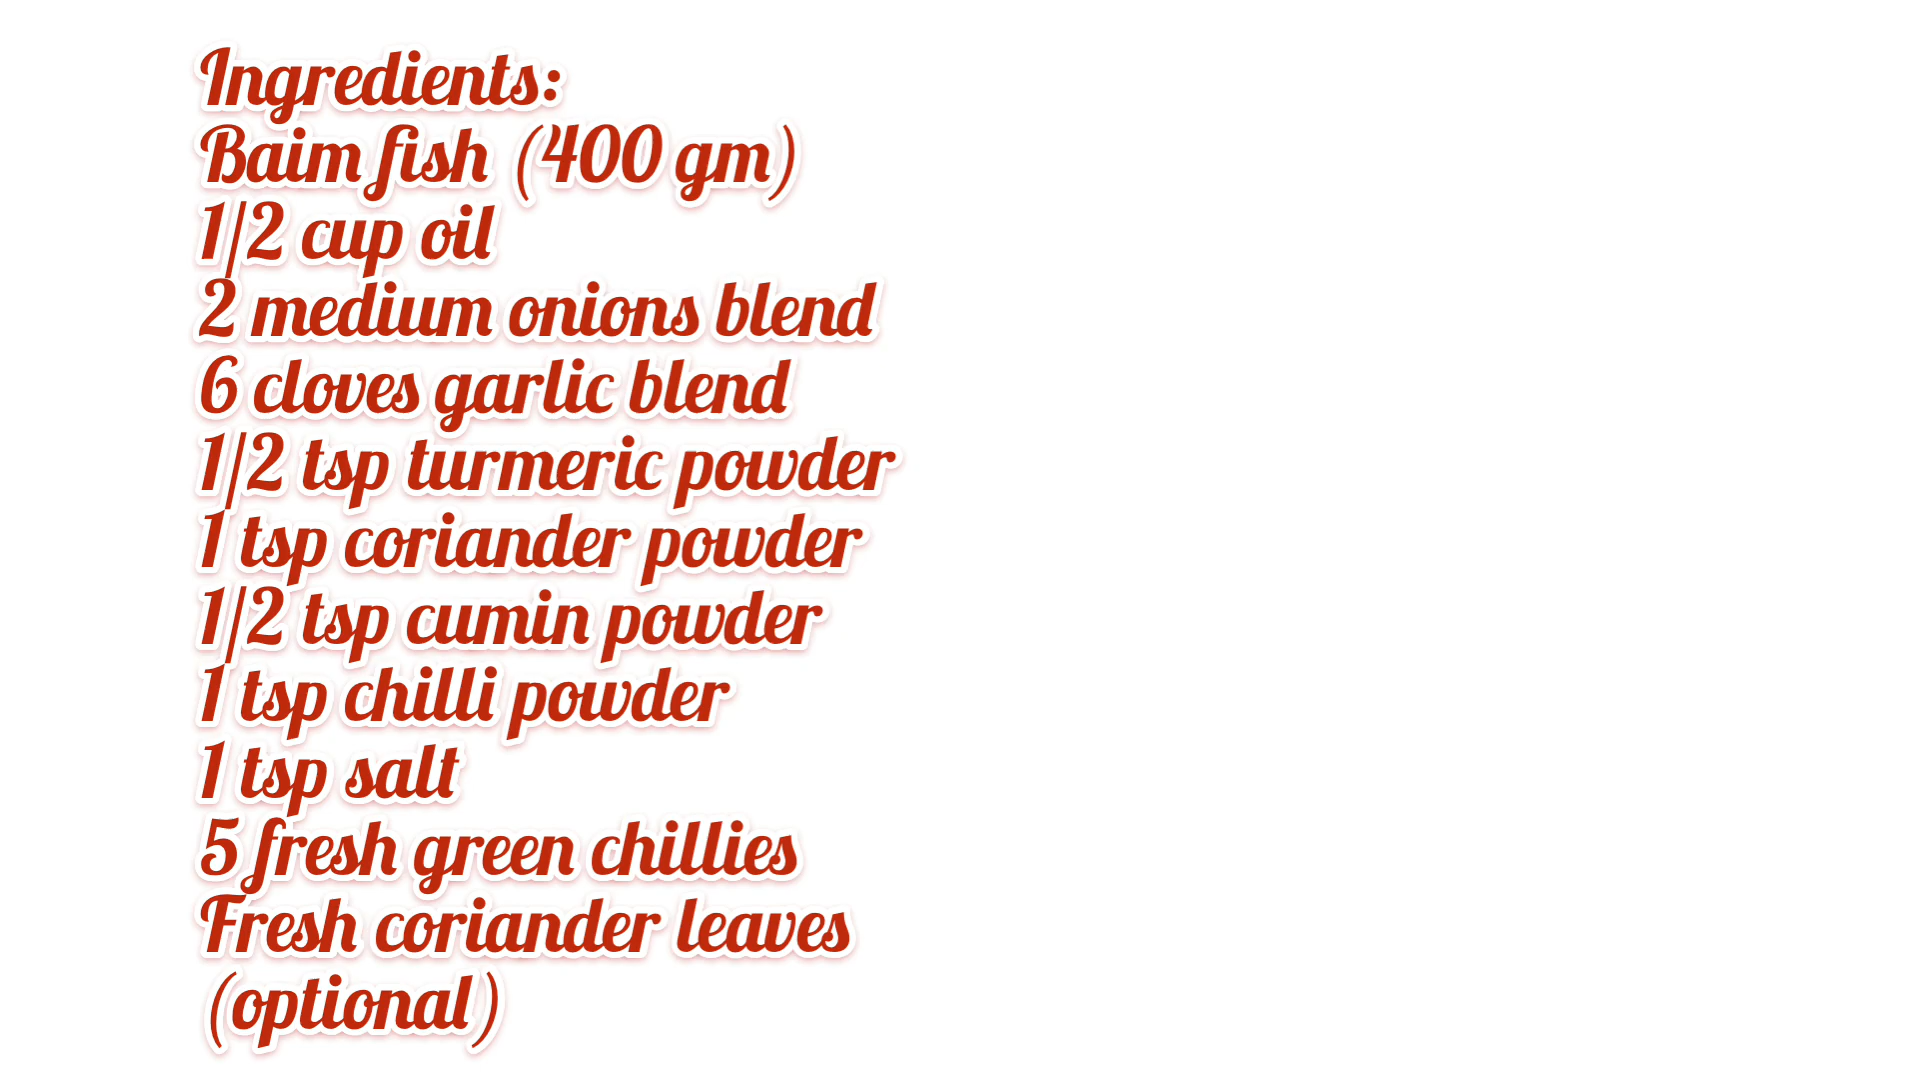 Ingredients:
Baim fish (400 gm)
1/2 cup oil
2 medium onions blend
6 cloves garlic blend
1/2 tsp turmeric powder
1 tsp coriander powder
1/2 tsp cumin powder
1 tsp chilli powder
1 tsp salt
5 fresh green chillies
Fresh coriander leaves
(optional)